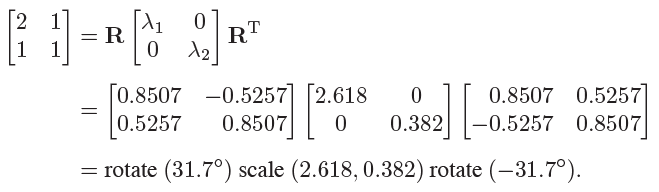 [2 1; 1 1] = R [λ₁ 0; 0 λ₂] Rᵀ
= [0.8507 −0.5257; 0.5257 0.8507] [2.618 0; 0 0.382] [0.8507 0.5257; −0.5257 0.8507]
= rotate (31.7°) scale (2.618, 0.382) rotate (−31.7°).